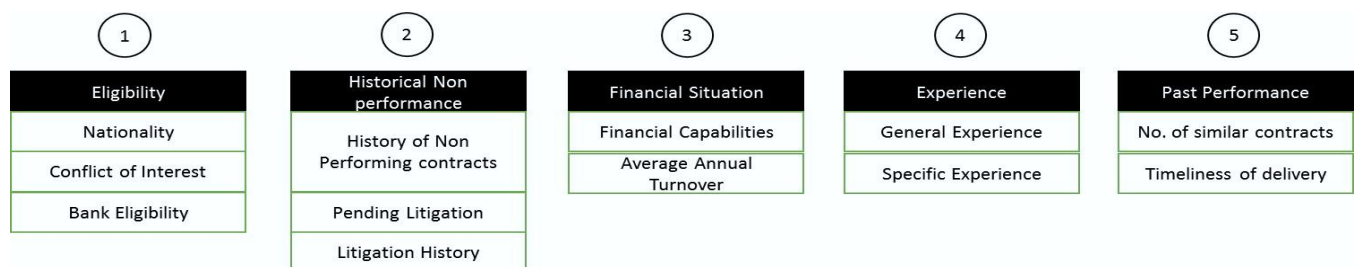 1
2
3
4
5
Eligibility
Nationality
Conflict of Interest
Bank Eligibility
Historical Non
performance
History of Non
Performing contracts
Pending Litigation
Litigation History
Financial Situation
Financial Capabilities
Average Annual
Turnover
Experience
General Experience
Specific Experience
Past Performance
No. of similar contracts
Timeliness of delivery